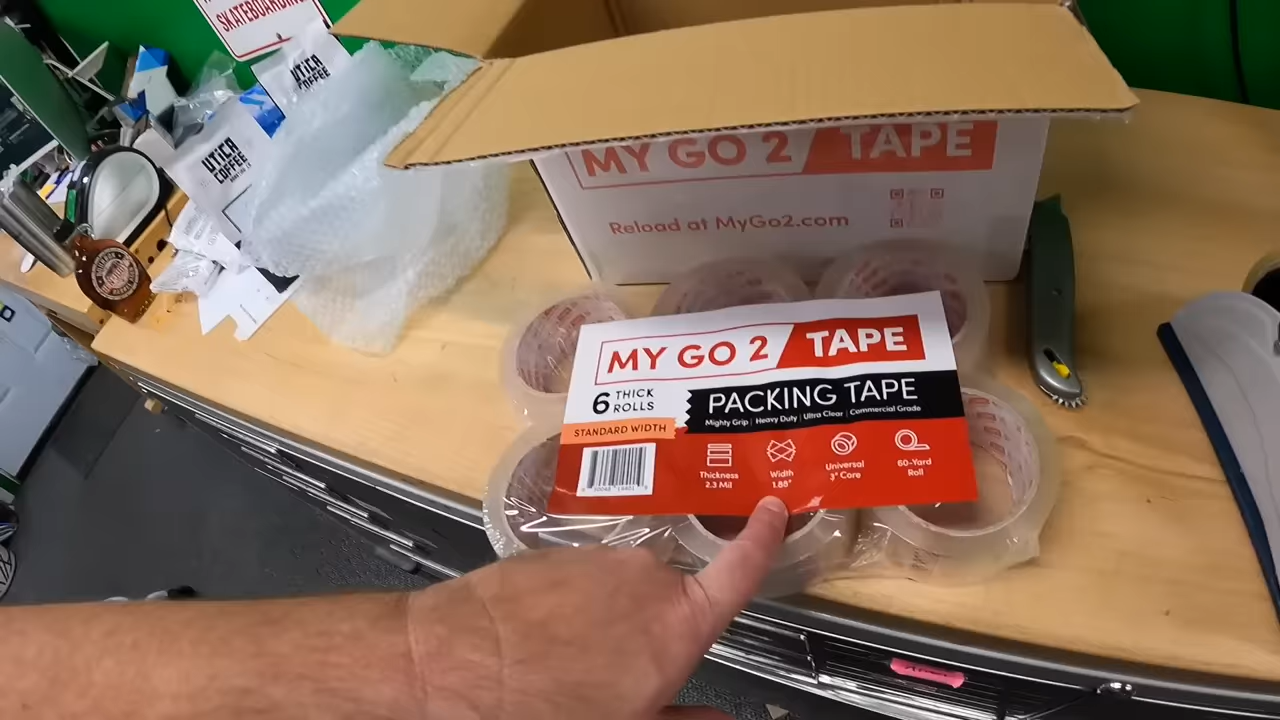 SKATEBOARDING
UTICA
COFFEE
UTICA
COFFEE
MY GO 2 TAPE
Reload at MyGo2.com
MY GO 2 TAPE
6 THICK
ROLLS
PACKING TAPE
Mighty Grip | Heavy Duty | Ultra Clear | Commercial Grade
STANDARD WIDTH
Thickness
2.3 Mil
Width
1.88"
Universal
3" Core
60-Yard
Roll